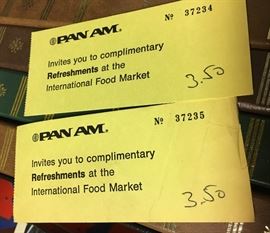 Nº 37234
PAN AM®
Invites you to complimentary
Refreshments at the
International Food Market
3.50
Nº 37235
PAN AM®
Invites you to complimentary
Refreshments at the
International Food Market
3.50